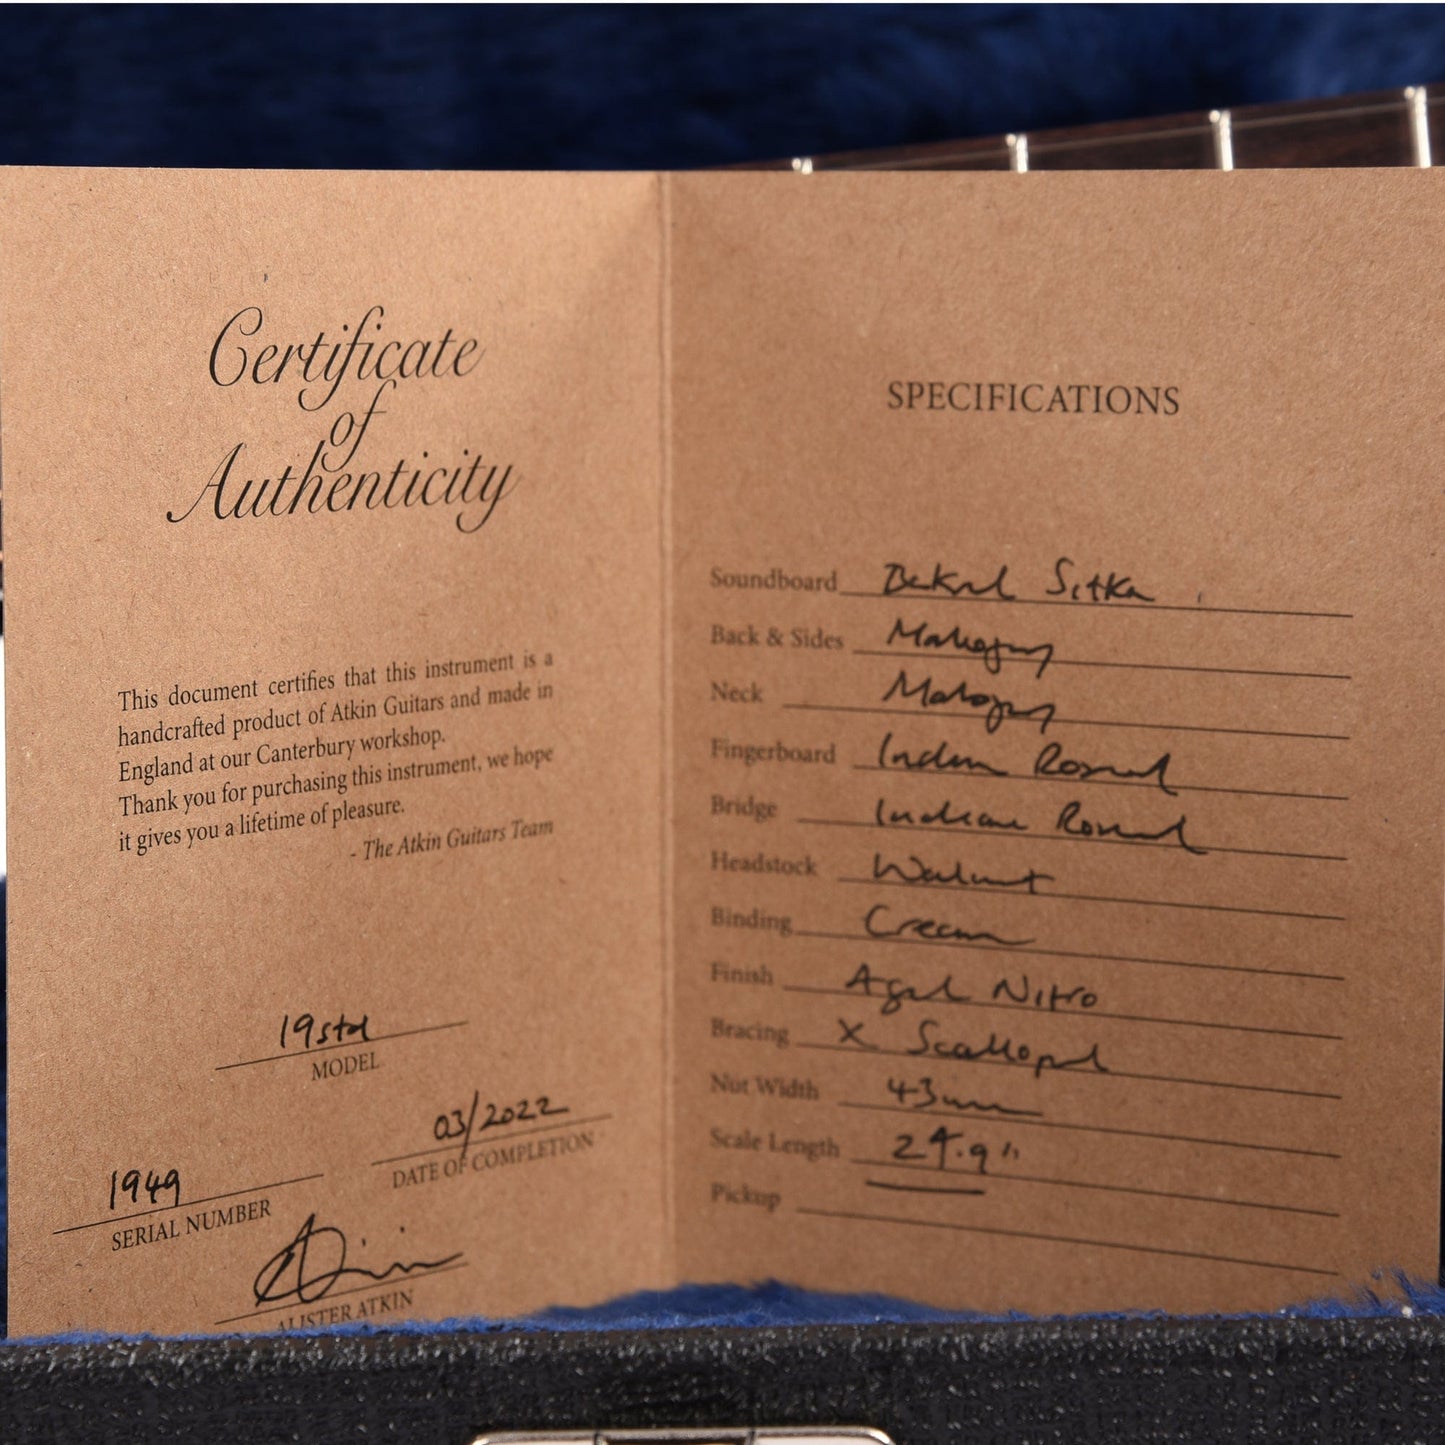 Certificate
of
Authenticity
This document certifies that this instrument is a
handcrafted product of Atkin Guitars and made in
England at our Canterbury workshop.
Thank you for purchasing this instrument, we hope
it gives you a lifetime of pleasure.
- The Atkin Guitars Team
19std
MODEL
03/2022
DATE OF COMPLETION
1949
SERIAL NUMBER
ALISTER ATKIN
SPECIFICATIONS
Soundboard Baked Sitka
Back & Sides Mahogany
Neck Mahogany
Fingerboard Indian Rosewood
Bridge Indian Rosewood
Headstock Walnut
Binding Cream
Finish Aged Nitro
Bracing X Scalloped
Nut Width 43mm
Scale Length 24.9"
Pickup